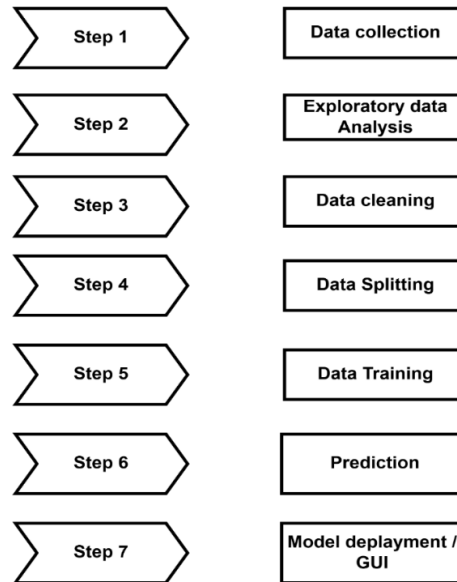 Step 1
Data collection
Step 2
Exploratory data
Analysis
Step 3
Data cleaning
Step 4
Data Splitting
Step 5
Data Training
Step 6
Prediction
Step 7
Model deplayment /
GUI